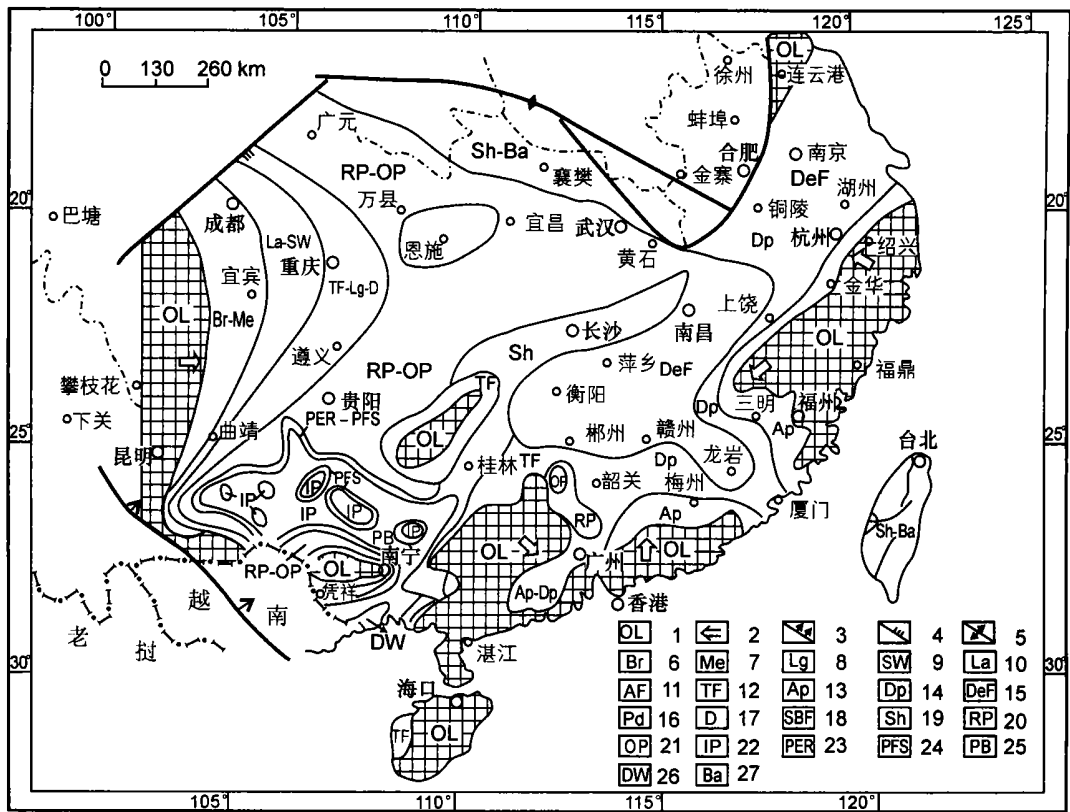 100° 105° 110° 115° 120° 125°
0 130 260 km
OL
徐州
连云港
广元
蚌埠
Sh-Ba
合肥
南京
RP-OP
襄樊
金寨
DeF
湖州
20°
巴塘
成都
万县
宜昌
武汉
铜陵
20°
恩施
Dp
杭州
绍兴
La-SW
重庆
黄石
宜宾
TF-Lg-D
金华
OL
Br-Me
上饶
长沙
南昌
OL
遵义
Sh
萍乡
DeF
福鼎
攀枝花
RP-OP
TF
衡阳
下关
贵阳
Dp
三明
福州
PER-PFS
OL
郴州
赣州
Ap
25°
曲靖
25°
昆明
桂林
TF
Dp
龙岩
台北
IP
PFS
OP
韶关
梅州
IP
IP
IP
RP
Ap
厦门
PB
IP
OL
广州
OL
Sh-Ba
RP-OP
OL
南宁
越南
凭祥
Ap-Dp
香港
老挝
DW
湛江
30°
30°
海口
TF
OL
OL 1 2 3 4 5
Br 6 Me 7 Lg 8 SW 9 La 10
AF 11 TF 12 Ap 13 Dp 14 DeF 15
Pd 16 D 17 SBF 18 Sh 19 RP 20
OP 21 IP 22 PER 23 PFS 24 PB 25
DW 26 Ba 27
105° 110° 115° 120°